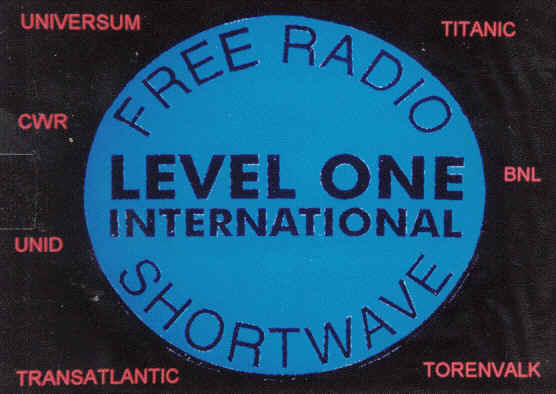 UNIVERSUM
TITANIC
FREE RADIO
CWR
LEVEL ONE
BNL
INTERNATIONAL
UNID
SHORTWAVE
TRANSATLANTIC
TORENVALK